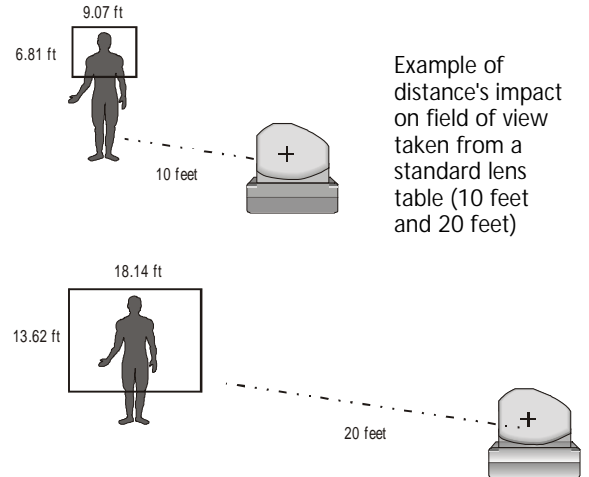 9.07 ft
6.81 ft
10 feet
Example of
distance's impact
on field of view
taken from a
standard lens
table (10 feet
and 20 feet)
18.14 ft
13.62 ft
20 feet